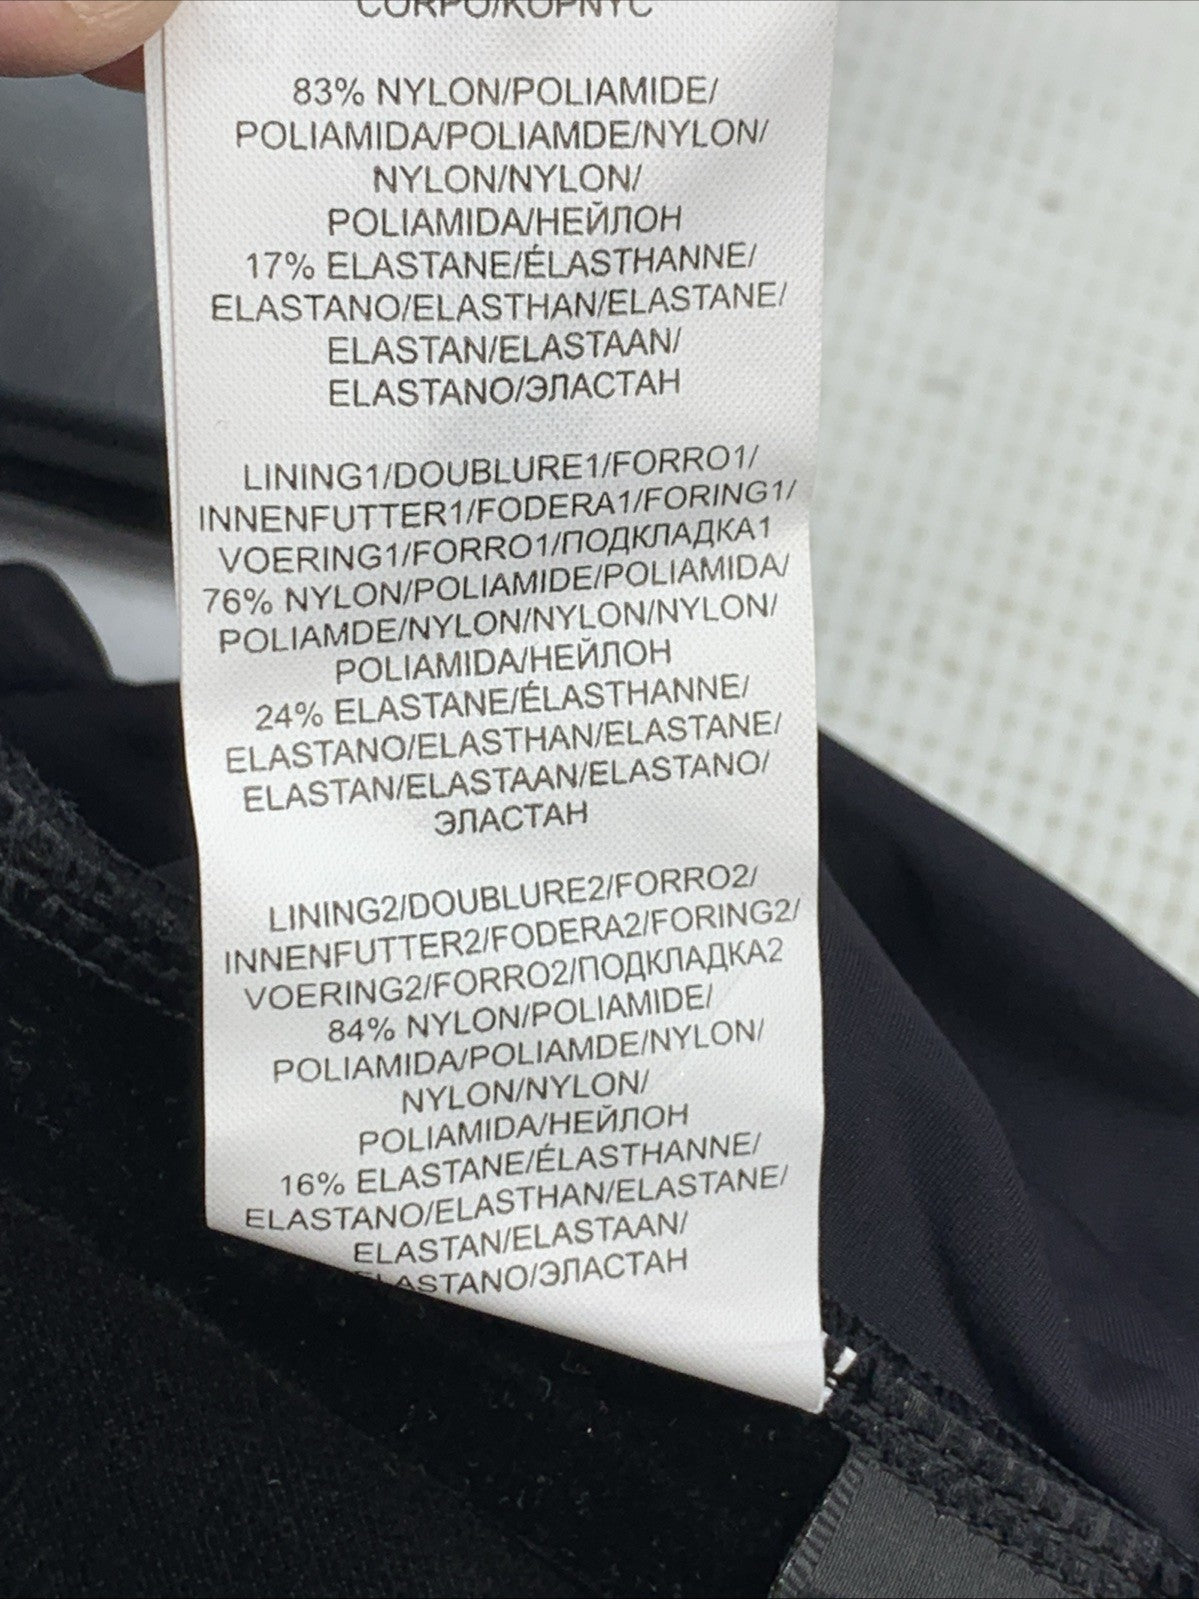 CORPO/КОРПУС
83% NYLON/POLIAMIDE/
POLIAMIDA/POLIAMDE/NYLON/
NYLON/NYLON/
POLIAMIDA/НЕЙЛОН
17% ELASTANE/ÉLASTHANNE/
ELASTANO/ELASTHAN/ELASTANE/
ELASTAN/ELASTAAN/
ELASTANO/ЭЛАСТАН
LINING1/DOUBLURE1/FORRO1/
INNENFUTTER1/FODERA1/FORING1/
VOERING1/FORRO1/ПОДКЛАДКА1
76% NYLON/POLIAMIDE/POLIAMIDA/
POLIAMDE/NYLON/NYLON/NYLON/
POLIAMIDA/НЕЙЛОН
24% ELASTANE/ÉLASTHANNE/
ELASTANO/ELASTHAN/ELASTANE/
ELASTAN/ELASTAAN/ELASTANO/
ЭЛАСТАН
LINING2/DOUBLURE2/FORRO2/
INNENFUTTER2/FODERA2/FORING2/
VOERING2/FORRO2/ПОДКЛАДКА2
84% NYLON/POLIAMIDE/
POLIAMIDA/POLIAMDE/NYLON/
NYLON/NYLON/
POLIAMIDA/НЕЙЛОН
16% ELASTANE/ÉLASTHANNE/
ELASTANO/ELASTHAN/ELASTANE/
ELASTAN/ELASTAAN/
ELASTANO/ЭЛАСТАН